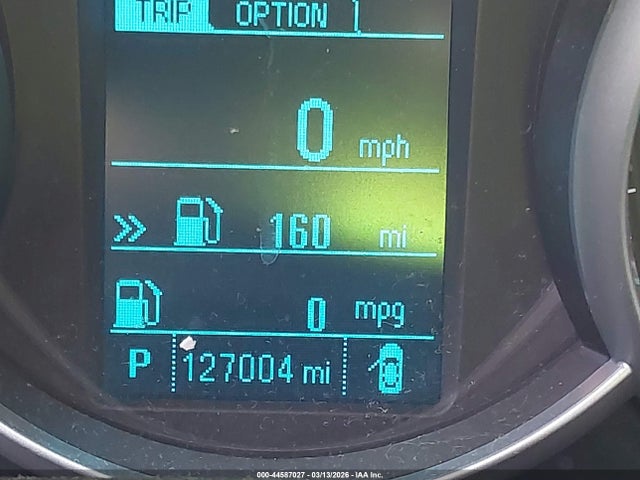 TRIP OPTION
0 mph
160 mi
0 mpg
P 127004 mi
000-44587027 - 03/13/2026 - IAA Inc.